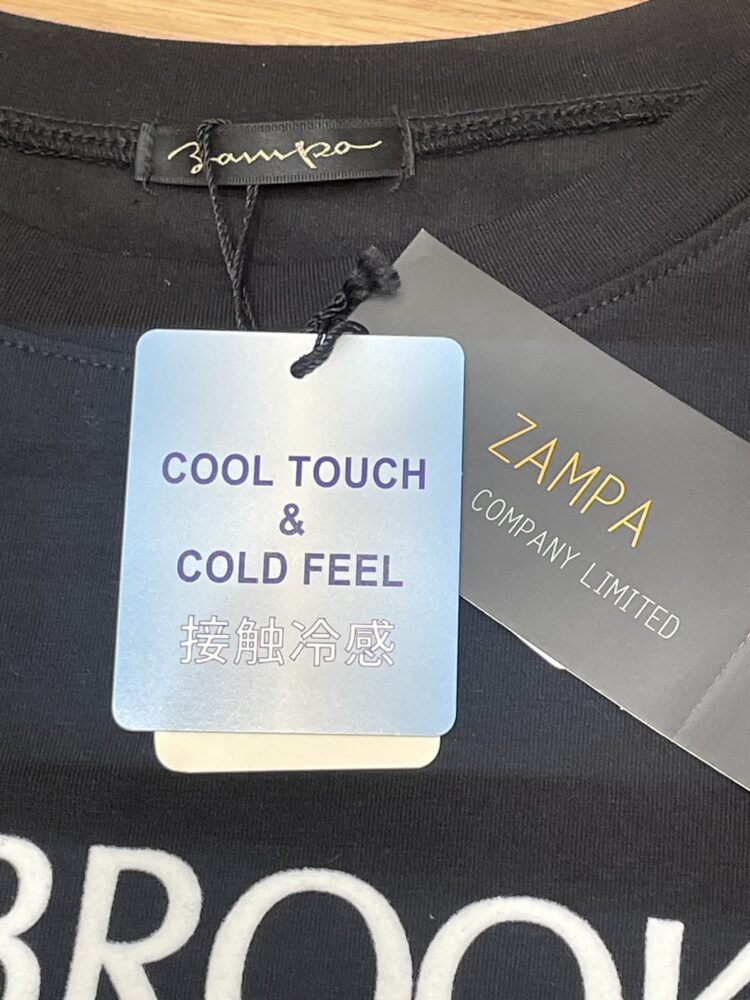 Zampa
COOL TOUCH
&
COLD FEEL
接触冷感
ZAMPA
COMPANY LIMITED
BROOK